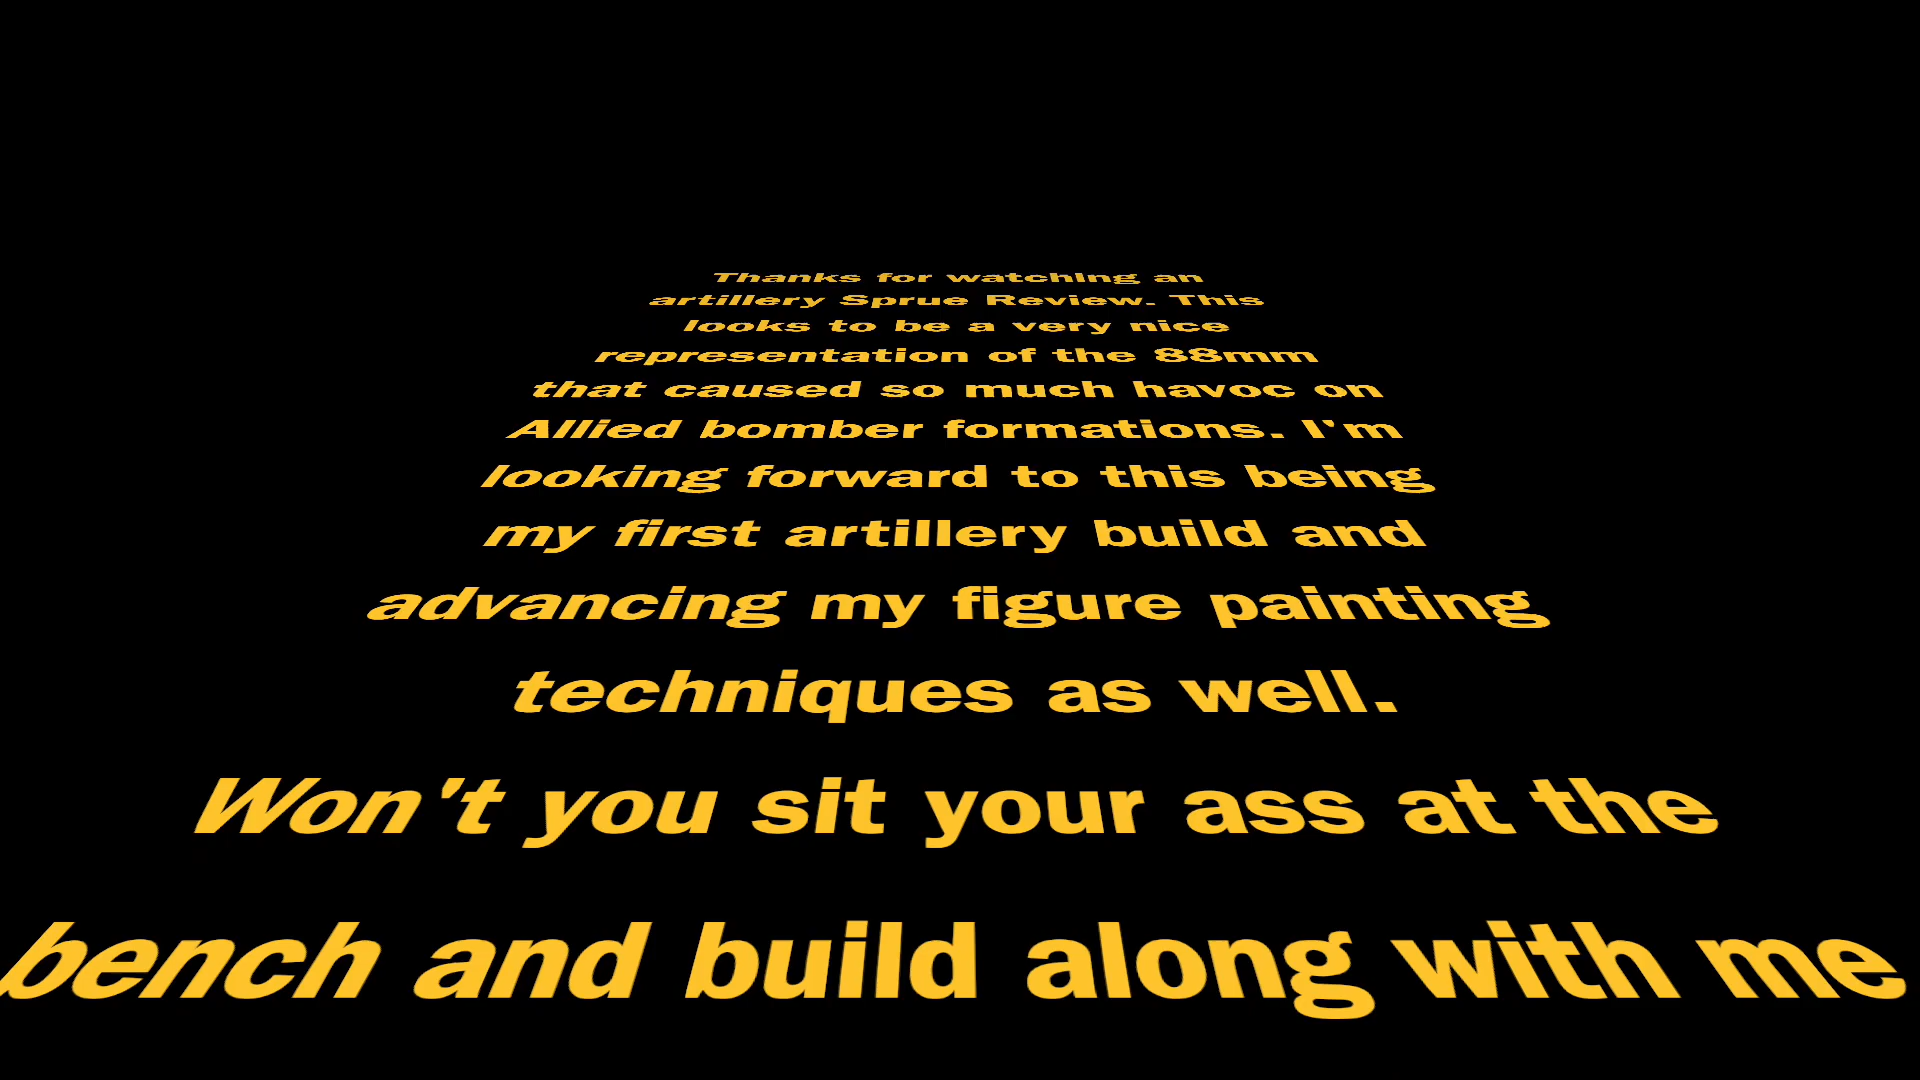 Thanks for watching an
artillery Sprue Review. This
looks to be a very nice
representation of the 88mm
that caused so much havoc on
Allied bomber formations. I'm
looking forward to this being
my first artillery build and
advancing my figure painting
techniques as well.
Won't you sit your ass at the
bench and build along with me